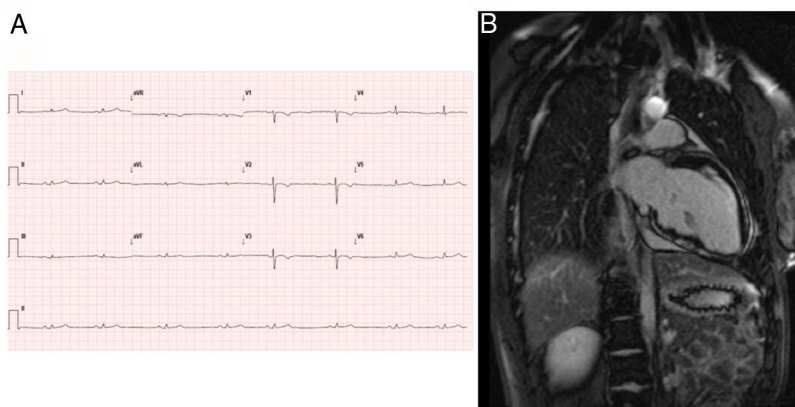 A
B
I aVR V1 V4
II aVL V2 V5
III aVF V3 V6
II